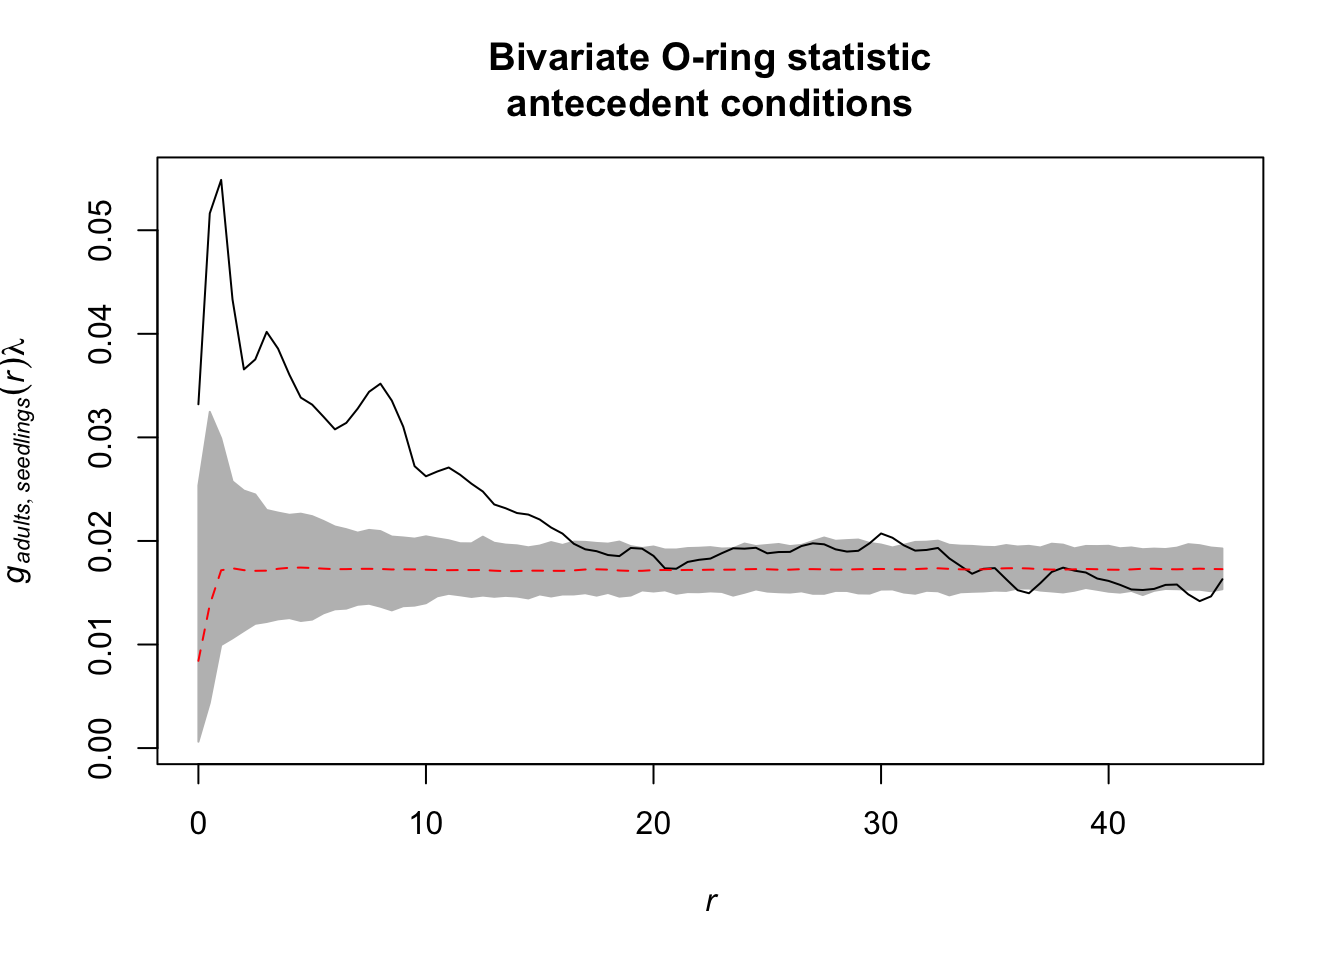 Bivariate O-ring statistic
antecedent conditions
g adults, seedlings (r)λ
0.05
0.04
0.03
0.02
0.01
0.00
0 10 20 30 40
r